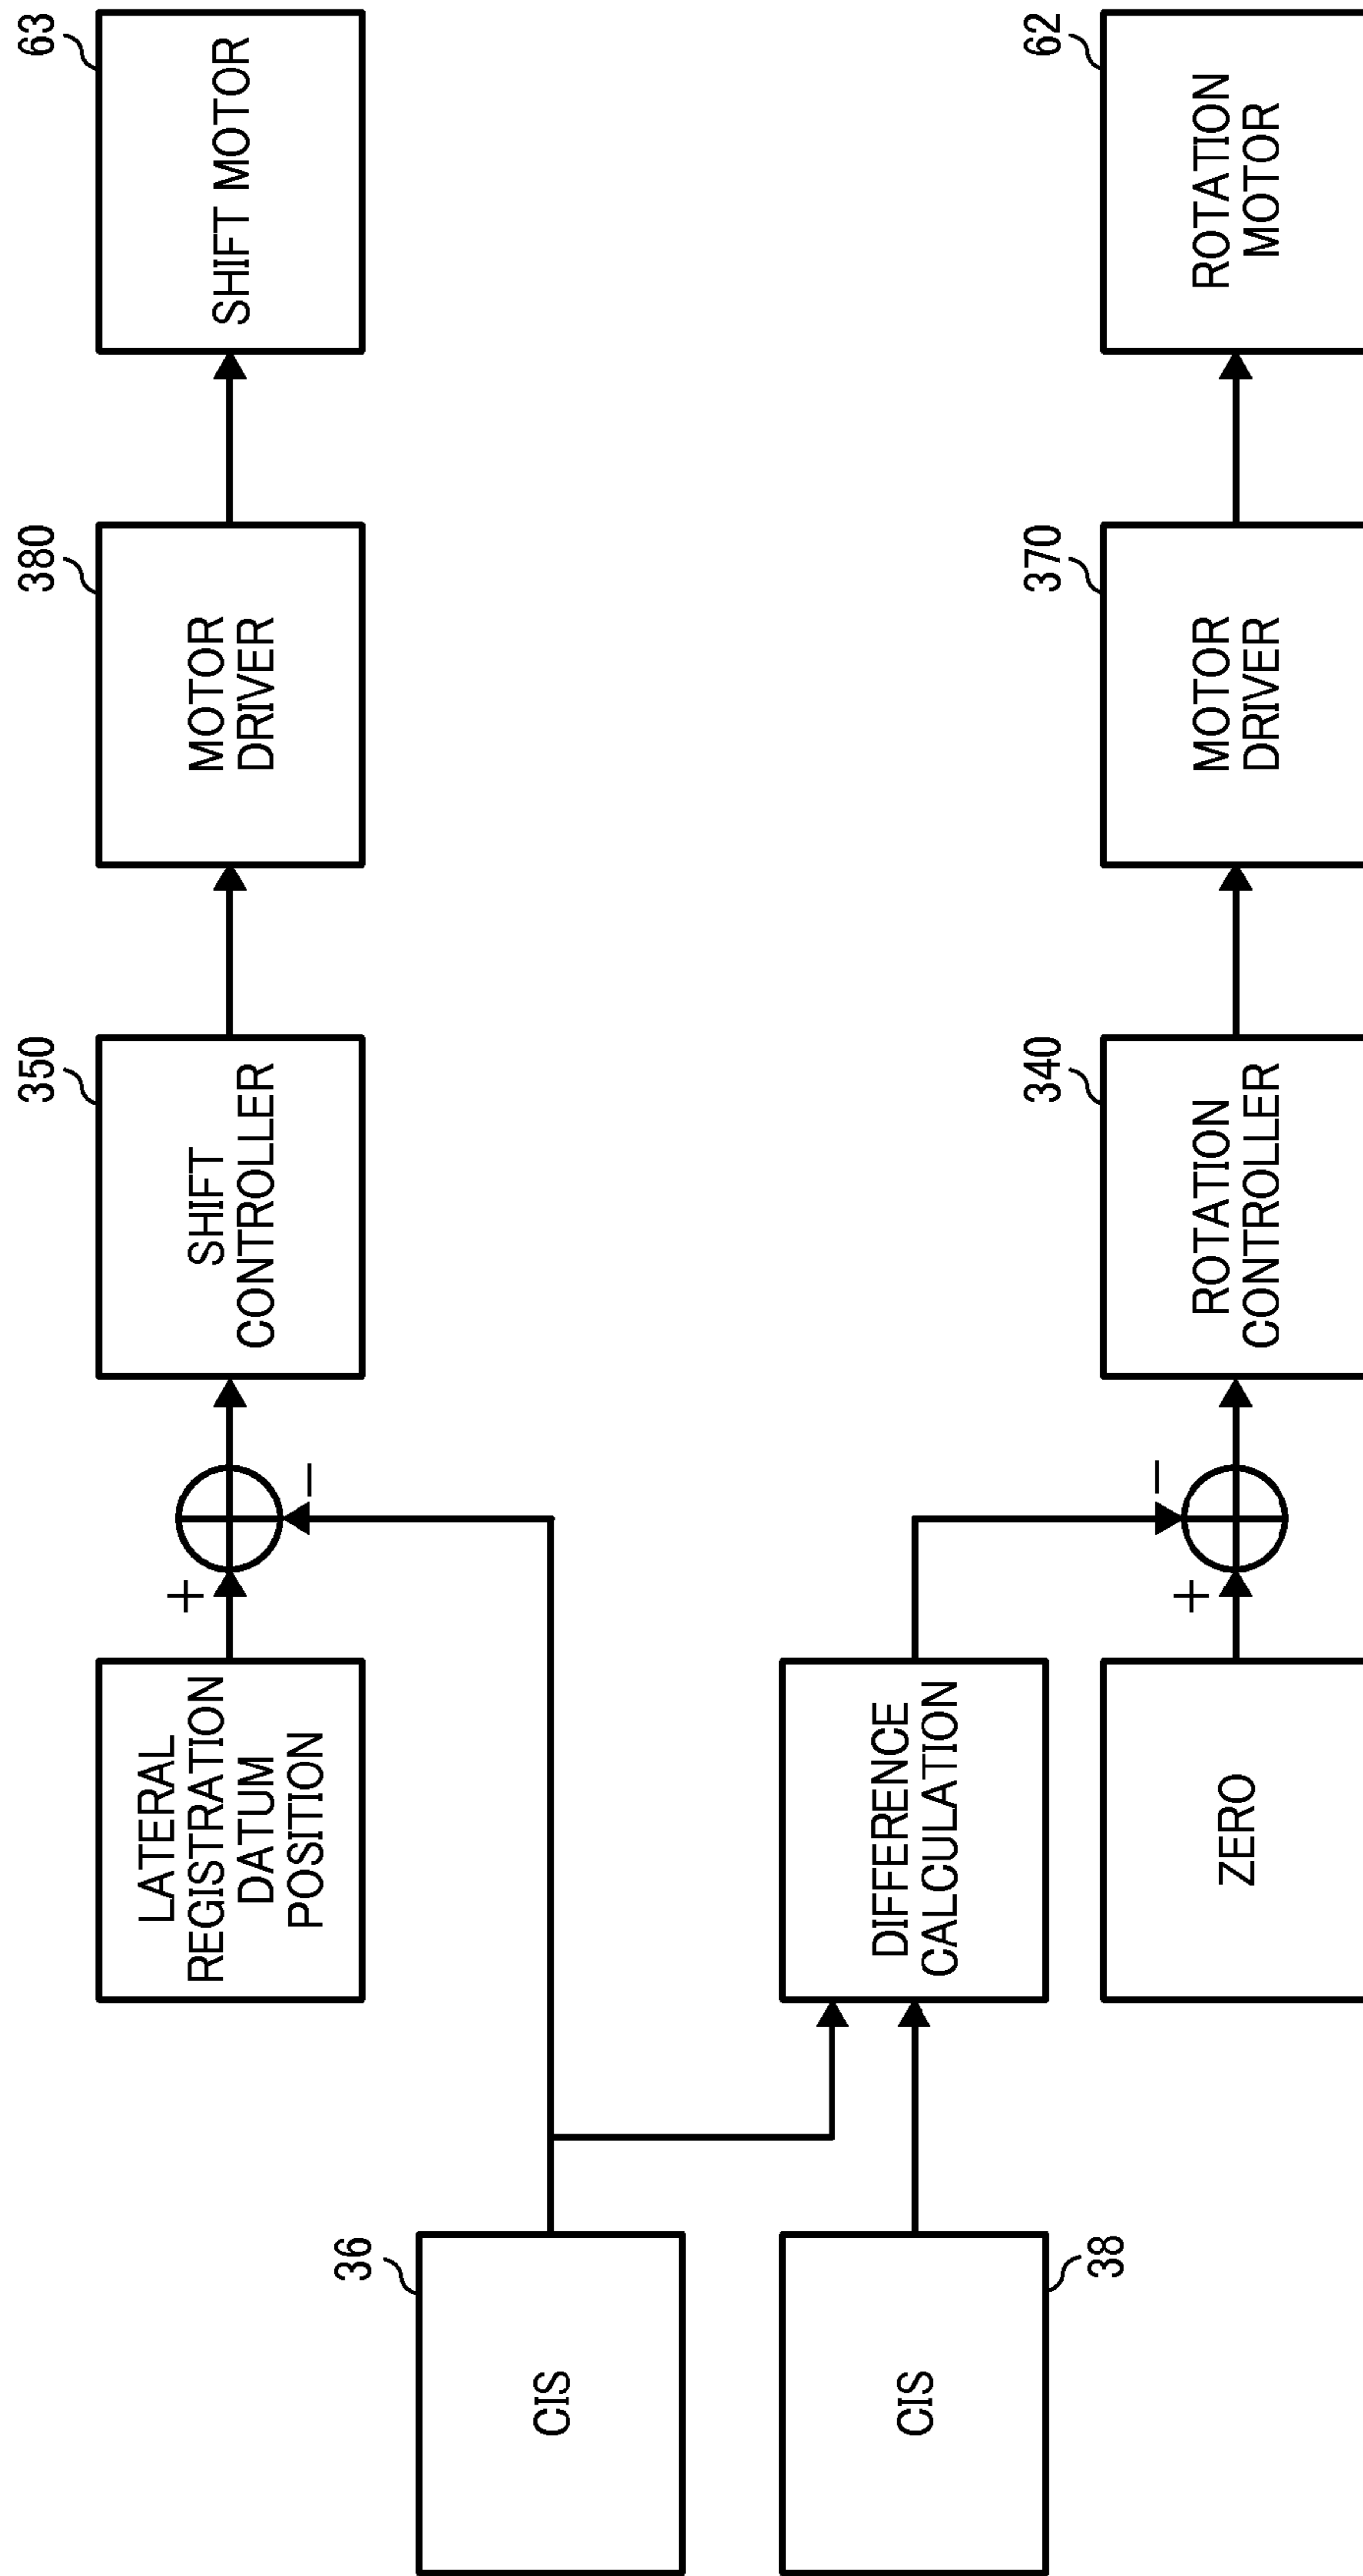 63
SHIFT MOTOR
380
MOTOR
DRIVER
350
SHIFT
CONTROLLER
+
−
LATERAL
REGISTRATION
DATUM
POSITION
36
CIS
62
ROTATION
MOTOR
370
MOTOR
DRIVER
340
ROTATION
CONTROLLER
−
+
DIFFERENCE
CALCULATION
ZERO
CIS
38